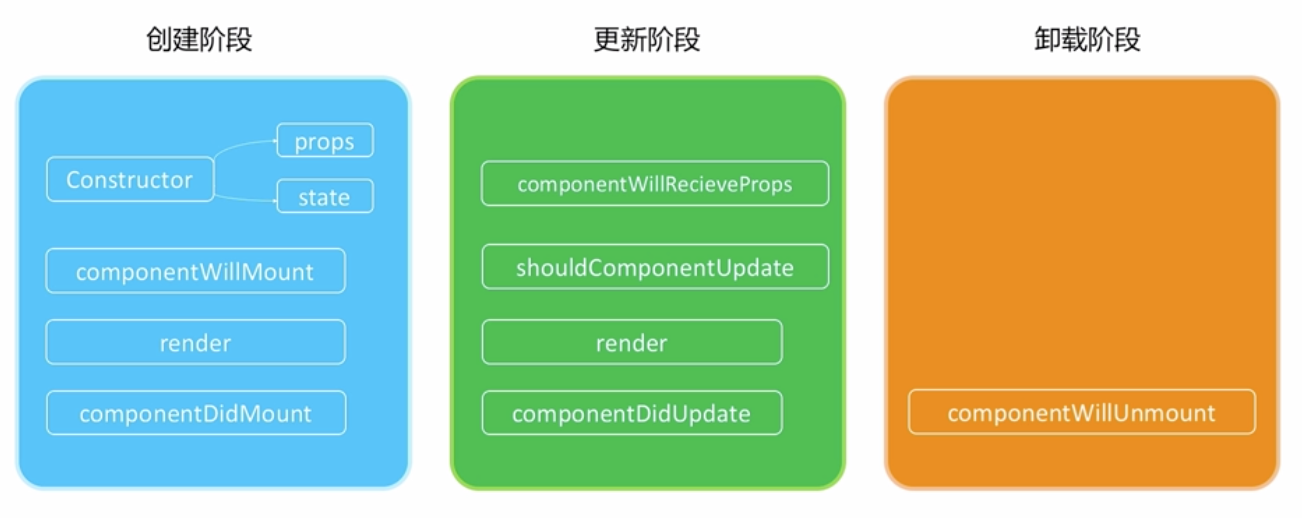 创建阶段
Constructor
props
state
componentWillMount
render
componentDidMount
更新阶段
componentWillRecieveProps
shouldComponentUpdate
render
componentDidUpdate
卸载阶段
componentWillUnmount